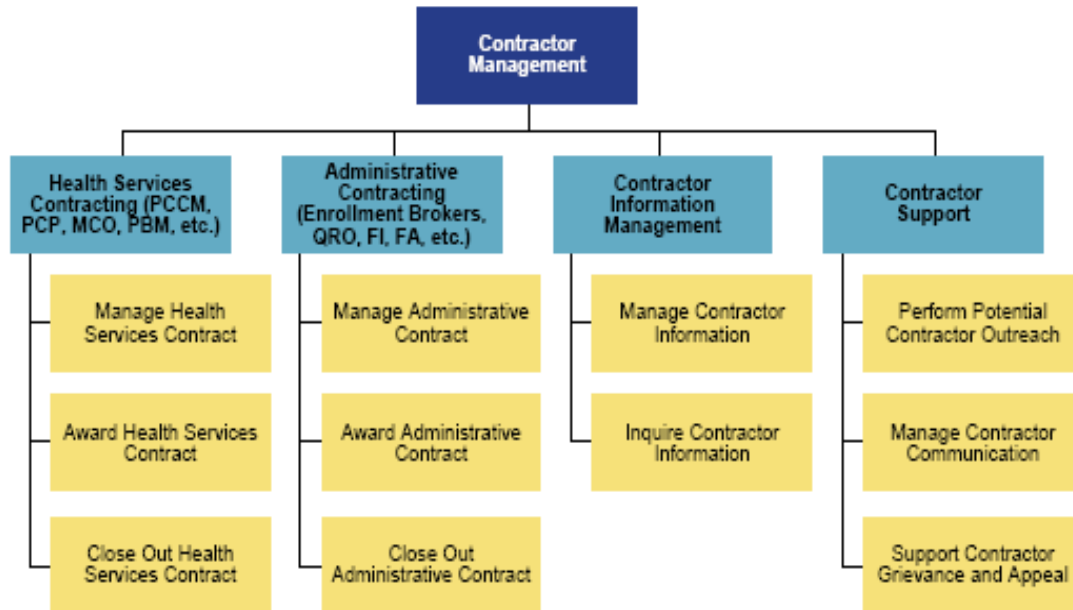 Contractor
Management
Health Services
Contracting (PCCM,
PCP, MCO, PBM, etc.)
Manage Health
Services Contract
Award Health Services
Contract
Close Out Health
Services Contract
Administrative
Contracting
(Enrollment Brokers,
QRO, FI, FA, etc.)
Manage Administrative
Contract
Award Administrative
Contract
Close Out
Administrative Contract
Contractor
Information
Management
Manage Contractor
Information
Inquire Contractor
Information
Contractor
Support
Perform Potential
Contractor Outreach
Manage Contractor
Communication
Support Contractor
Grievance and Appeal